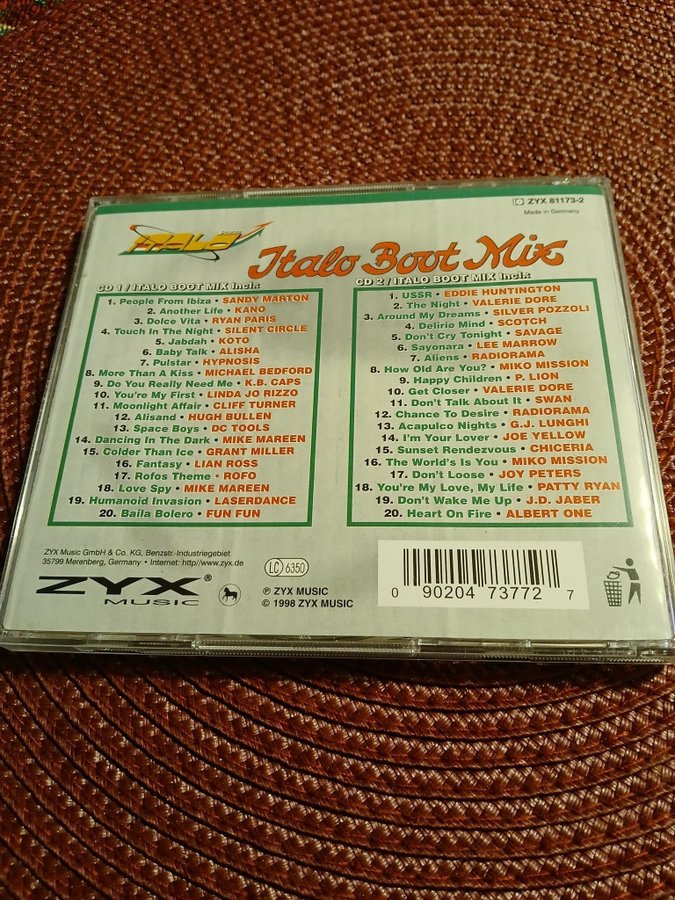 ZYX 81173-2
Made in Germany
ITALO
Italo Boot Mix
CD 1 / ITALO BOOT MIX Incl.:
1. People From Ibiza • SANDY MARTON
2. Another Life • KANO
3. Dolce Vita • RYAN PARIS
4. Touch In The Night • SILENT CIRCLE
5. Jabdah • KOTO
6. Baby Talk • ALISHA
7. Pulstar • HYPNOSIS
8. More Than A Kiss • MICHAEL BEDFORD
9. Do You Really Need Me • K.B. CAPS
10. You're My First • LINDA JO RIZZO
11. Moonlight Affair • CLIFF TURNER
12. Alisand • HUGH BULLEN
13. Space Boys • DC TOOLS
14. Dancing In The Dark • MIKE MAREEN
15. Colder Than Ice • GRANT MILLER
16. Fantasy • LIAN ROSS
17. Rofos Theme • ROFO
18. Love Spy • MIKE MAREEN
19. Humanoid Invasion • LASERDANCE
20. Baila Bolero • FUN FUN
CD 2 / ITALO BOOT MIX Incl.:
1. USSR • EDDIE HUNTINGTON
2. The Night • VALERIE DORE
3. Around My Dreams • SILVER POZZOLI
4. Delirio Mind • SCOTCH
5. Don't Cry Tonight • SAVAGE
6. Sayonara • LEE MARROW
7. Aliens • RADIORAMA
8. How Old Are You? • MIKO MISSION
9. Happy Children • P. LION
10. Get Closer • VALERIE DORE
11. Don't Talk About It • SWAN
12. Chance To Desire • RADIORAMA
13. Acapulco Nights • G.J. LUNGHI
14. I'm Your Lover • JOE YELLOW
15. Sunset Rendezvous • CHICERIA
16. The World's Is You • MIKO MISSION
17. Don't Loose • JOY PETERS
18. You're My Love, My Life • PATTY RYAN
19. Don't Wake Me Up • J.D. JABER
20. Heart On Fire • ALBERT ONE
ZYX Music GmbH & Co. KG, Benzstr.-Industriegebiet
35799 Merenberg, Germany • Internet: http//www.zyx.de
ZYX®
MUSIC
LC 6350
℗ ZYX MUSIC
© 1998 ZYX MUSIC
0 90204 73772 7